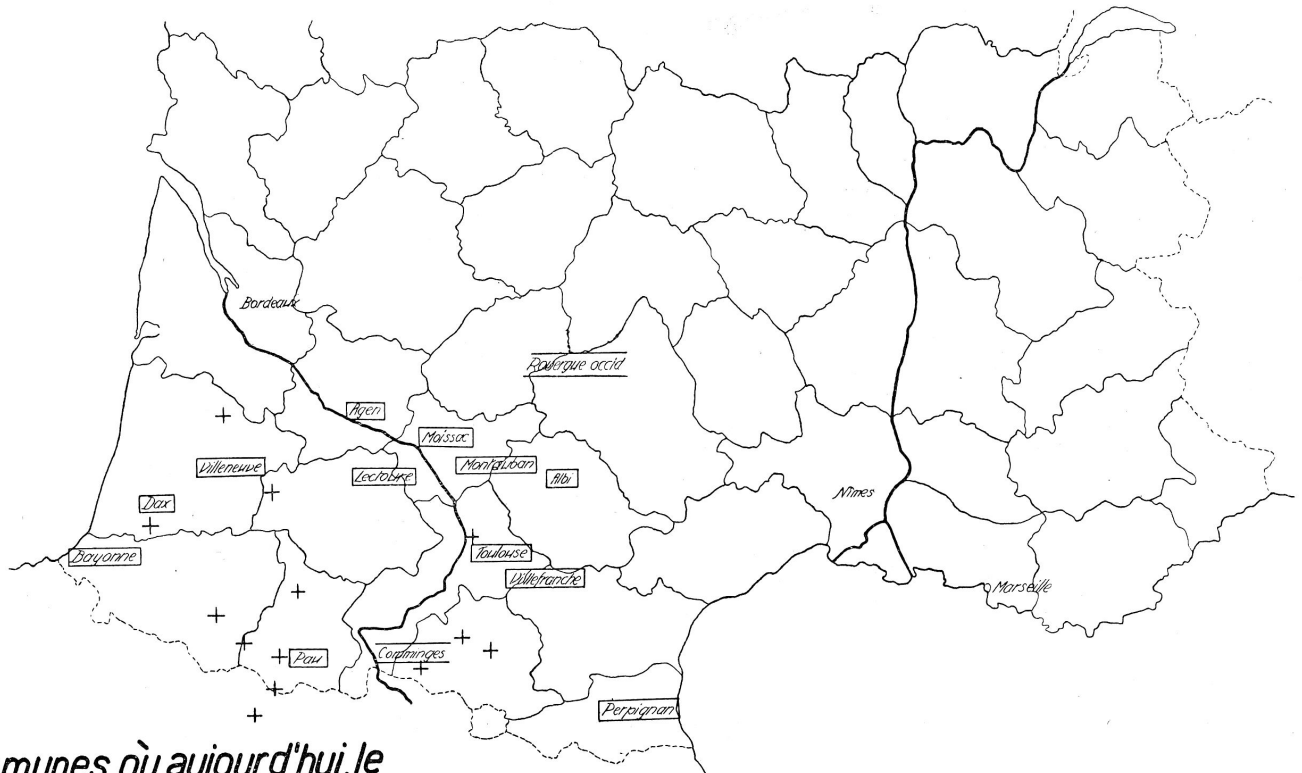 Bordeaux
Rouergue occid
Agen
Moissac
Villeneuve
Lectoure
Montauban
Albi
Nîmes
Dax
Toulouse
Bayonne
Villefranche
Marseille
Comminges
Pau
Perpignan
munes où aujourd'hui, le